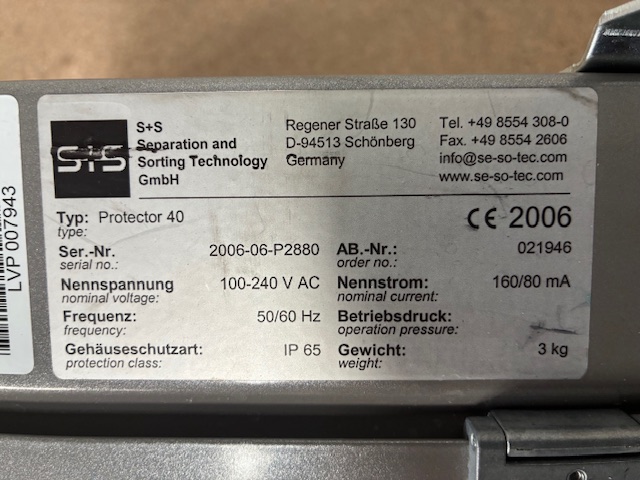 S+S
S+S
Separation and
Sorting Technology
GmbH
Regener Straße 130
D-94513 Schönberg
Germany
Tel. +49 8554 308-0
Fax. +49 8554 2606
info@se-so-tec.com
www.se-so-tec.com
Typ: Protector 40
type:
CE 2006
Ser.-Nr. 2006-06-P2880 AB.-Nr.: 021946
serial no.: order no.:
Nennspannung 100-240 V AC Nennstrom: 160/80 mA
nominal voltage: nominal current:
Frequenz: 50/60 Hz Betriebsdruck:
frequency: operation pressure:
Gehäuseschutzart: IP 65 Gewicht: 3 kg
protection class: weight:
LVP 007943